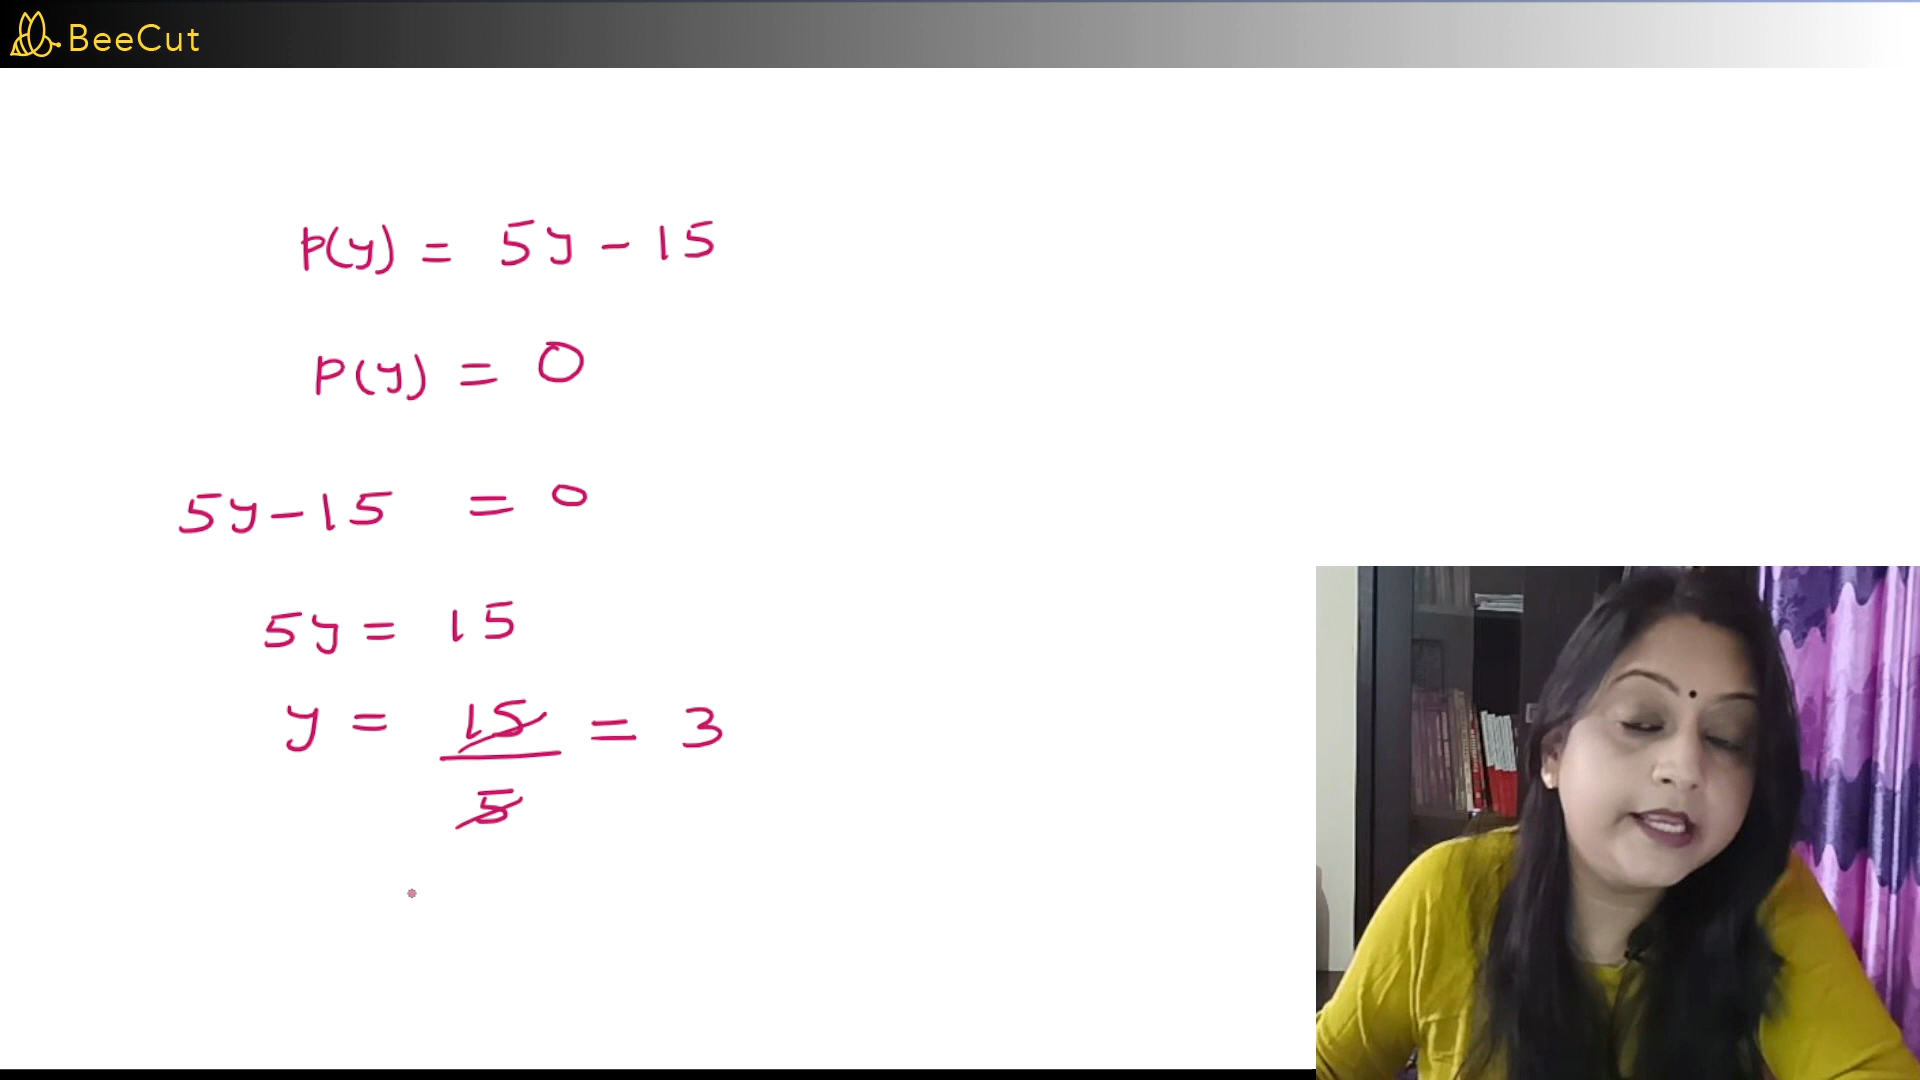 BeeCut
p(y) = 5y - 15
p(y) = 0
5y - 15 = 0
5y = 15
y = 15/5 = 3